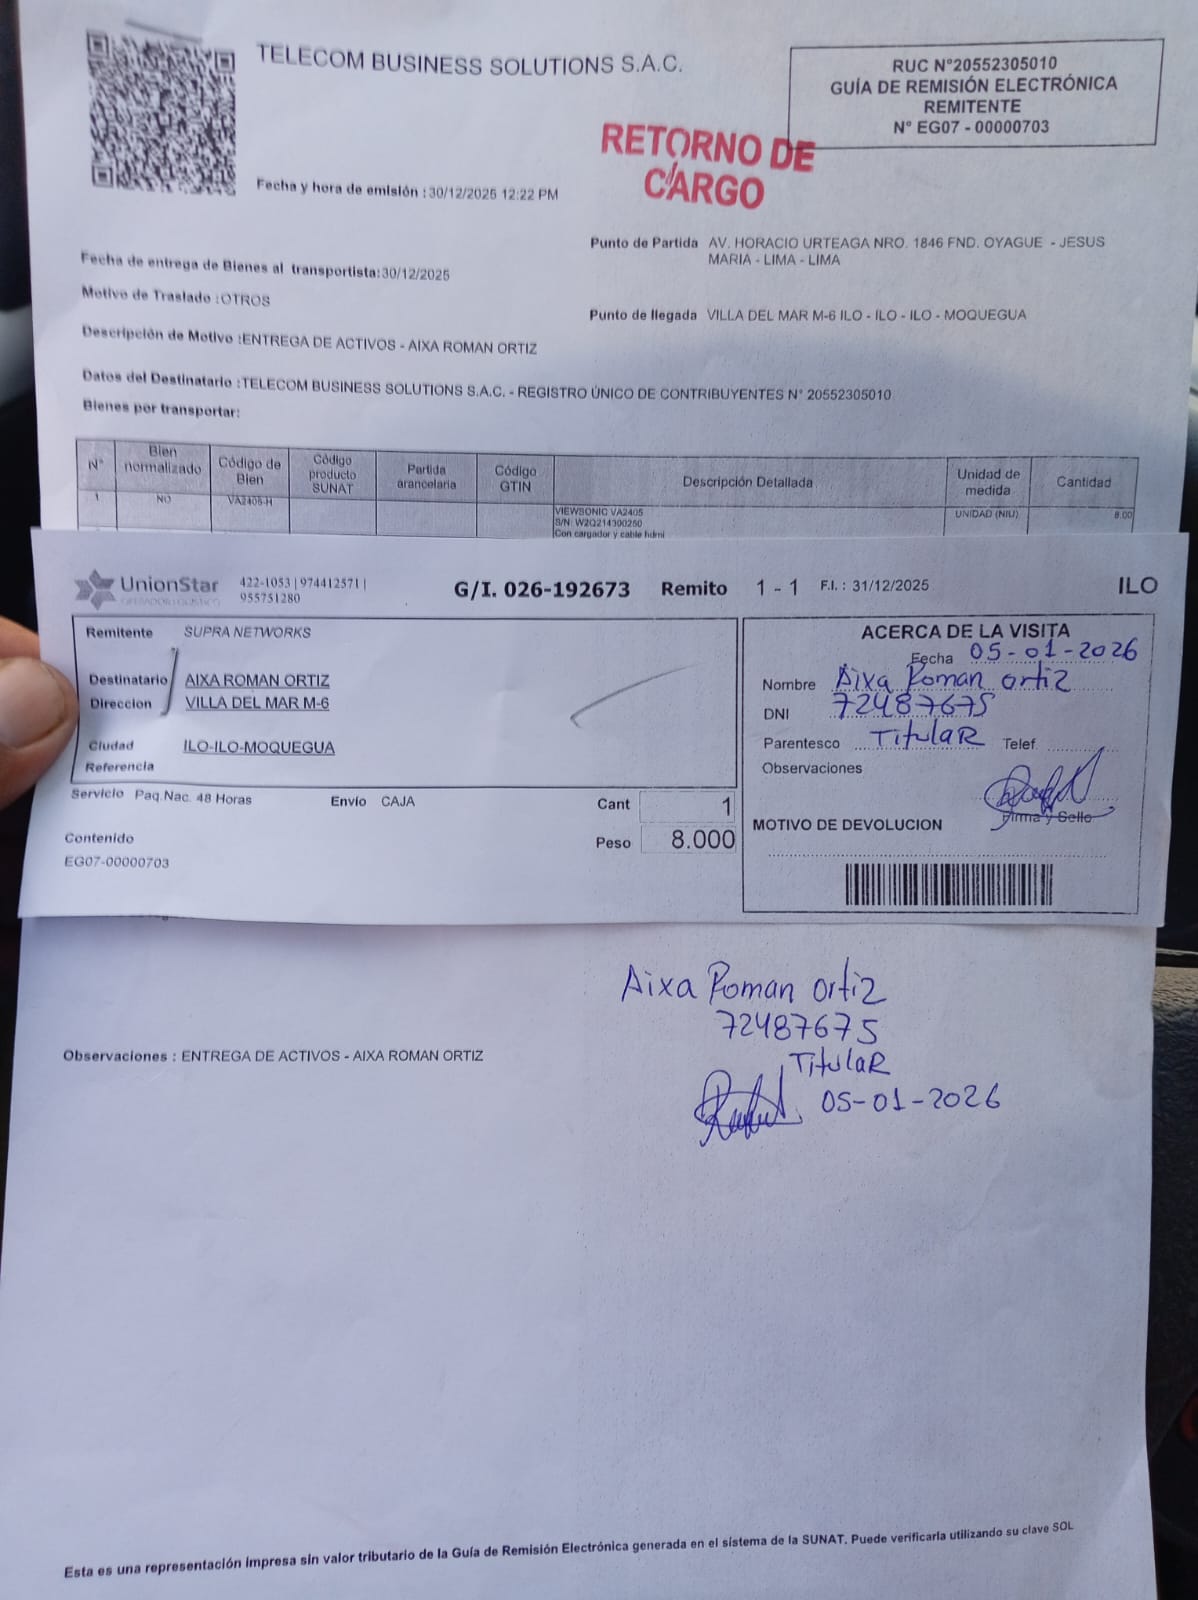 TELECOM BUSINESS SOLUTIONS S.A.C.
RUC N°20552305010
GUÍA DE REMISIÓN ELECTRÓNICA
REMITENTE
N° EG07 - 00000703
RETORNO DE
CARGO
Fecha y hora de emisión : 30/12/2025 12:22 PM
Punto de Partida AV. HORACIO URTEAGA NRO. 1846 FND. OYAGUE - JESUS
MARIA - LIMA - LIMA
Fecha de entrega de Bienes al transportista:30/12/2025
Motivo de Traslado :OTROS
Punto de llegada VILLA DEL MAR M-6 ILO - ILO - ILO - MOQUEGUA
Descripción de Motivo :ENTREGA DE ACTIVOS - AIXA ROMAN ORTIZ
Datos del Destinatario :TELECOM BUSINESS SOLUTIONS S.A.C. - REGISTRO ÚNICO DE CONTRIBUYENTES N° 20552305010
Bienes por transportar:
N° Bien normalizado Código de Bien Código producto SUNAT Partida arancelaria Código GTIN Descripción Detallada Unidad de medida Cantidad
1 NO VA2405-H VIEWSONIC VA2405 UNIDAD (NIU) 8.00
S/N: W2Q214300250
Con cargador y cable hdmi
UnionStar
OPERADOR LOGISTICO
422-1053 | 974412571 |
955751280
G/I. 026-192673 Remito 1 - 1 F.I. : 31/12/2025 ILO
Remitente SUPRA NETWORKS
Destinatario AIXA ROMAN ORTIZ
Direccion VILLA DEL MAR M-6
Ciudad ILO-ILO-MOQUEGUA
Referencia
Servicio Paq.Nac. 48 Horas Envío CAJA Cant 1
Peso 8.000
Contenido
EG07-00000703
ACERCA DE LA VISITA
Fecha 05-01-2026
Nombre Aixa Roman Ortiz
DNI 72487675
Parentesco Titular Telef
Observaciones
Firma y Sello
MOTIVO DE DEVOLUCION
Aixa Roman Ortiz
72487675
Titular
05-01-2026
Observaciones : ENTREGA DE ACTIVOS - AIXA ROMAN ORTIZ
Esta es una representación impresa sin valor tributario de la Guía de Remisión Electrónica generada en el sistema de la SUNAT. Puede verificarla utilizando su clave SOL